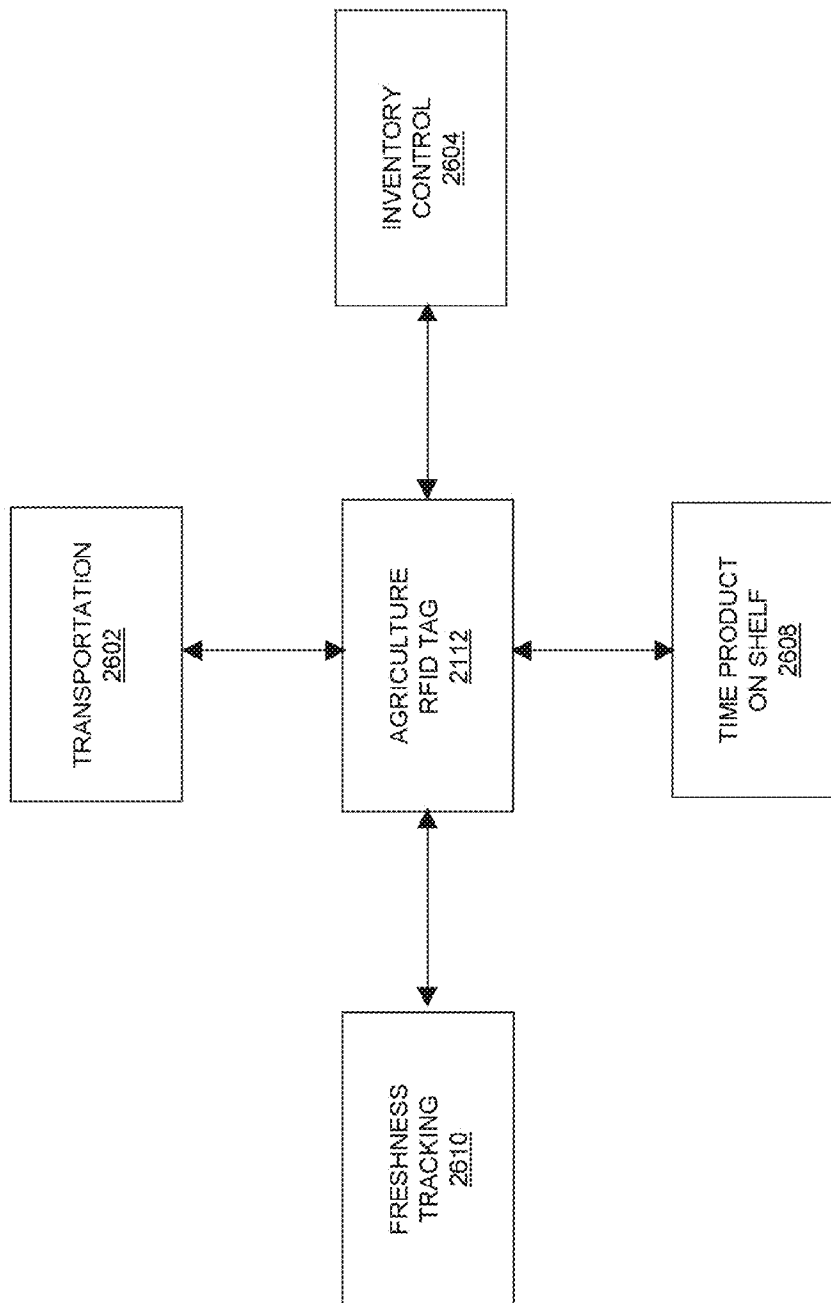 TRANSPORTATION
2602
INVENTORY
CONTROL
2604
AGRICULTURE
RFID TAG
2112
FRESHNESS
TRACKING
2610
TIME PRODUCT
ON SHELF
2608